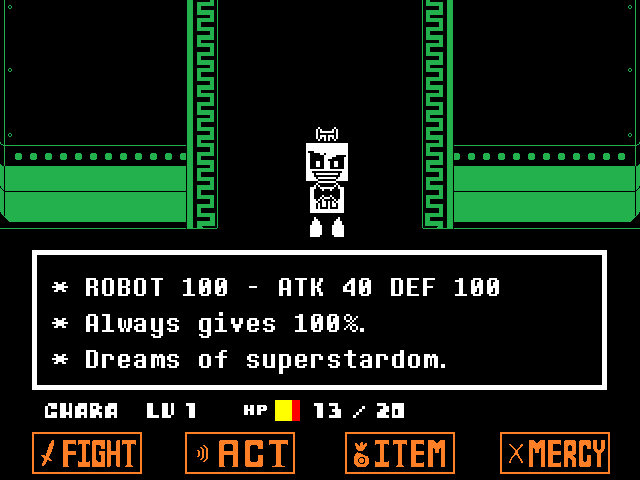 * ROBOT 100 - ATK 40 DEF 100
* Always gives 100%.
* Dreams of superstardom.
CHARA LV 1 HP 13 / 20
FIGHT ACT ITEM MERCY